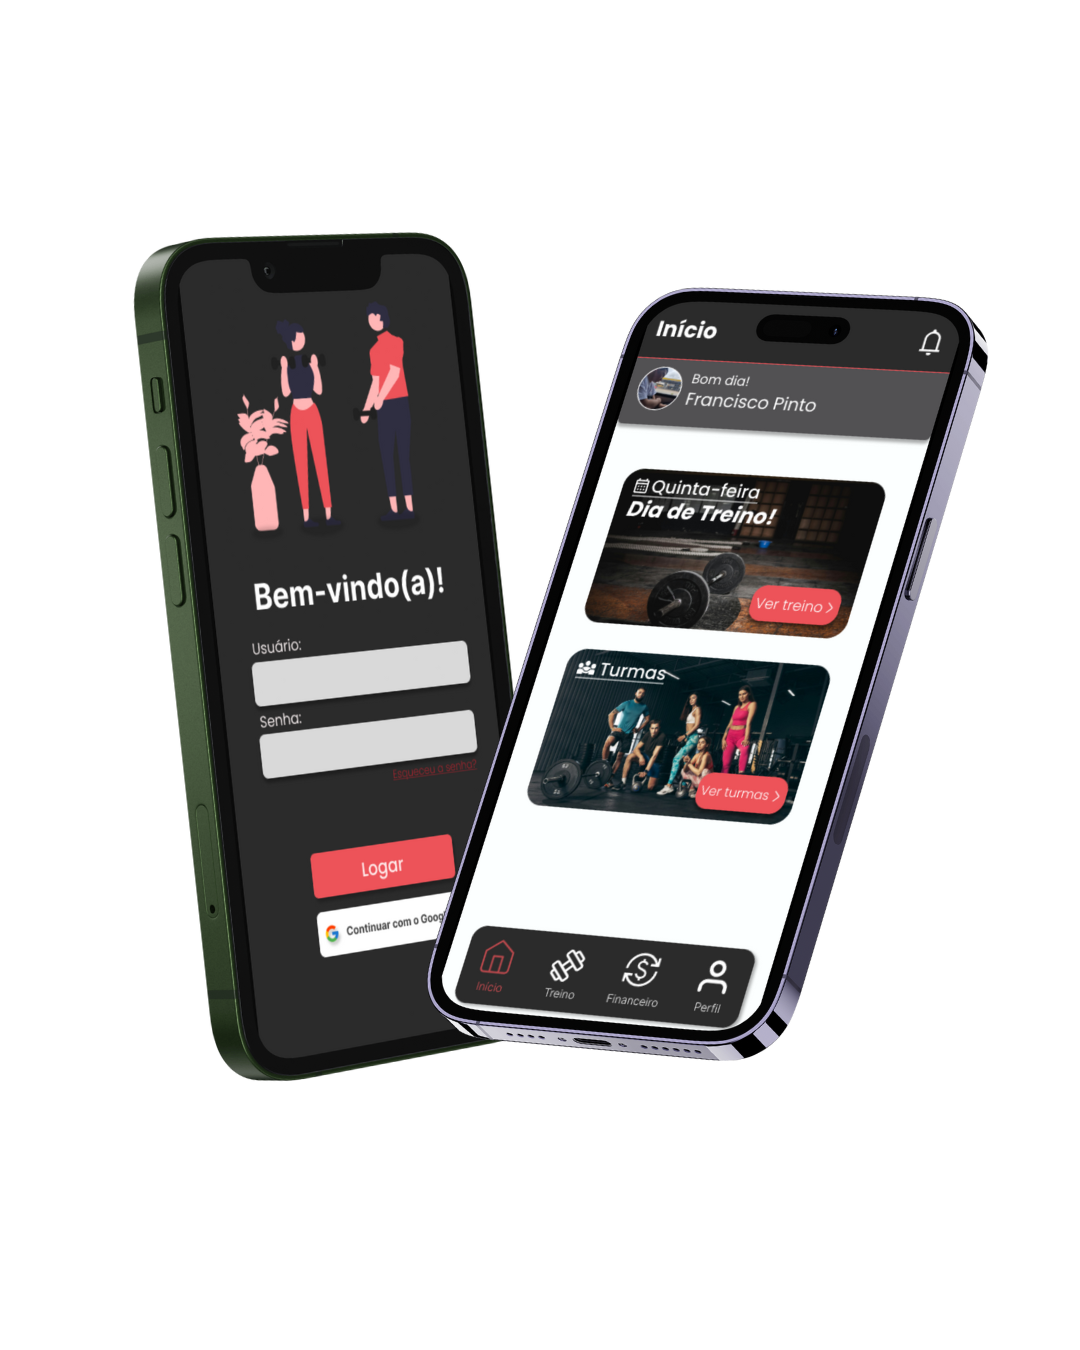 Bem-vindo(a)!
Usuário:
Senha:
Esqueceu a senha?
Logar
Continuar com o Goog
Início
Bom dia!
Francisco Pinto
Quinta-feira
Dia de Treino!
Ver treino
Turmas
Ver turmas
Início
Treino
Financeiro
Perfil